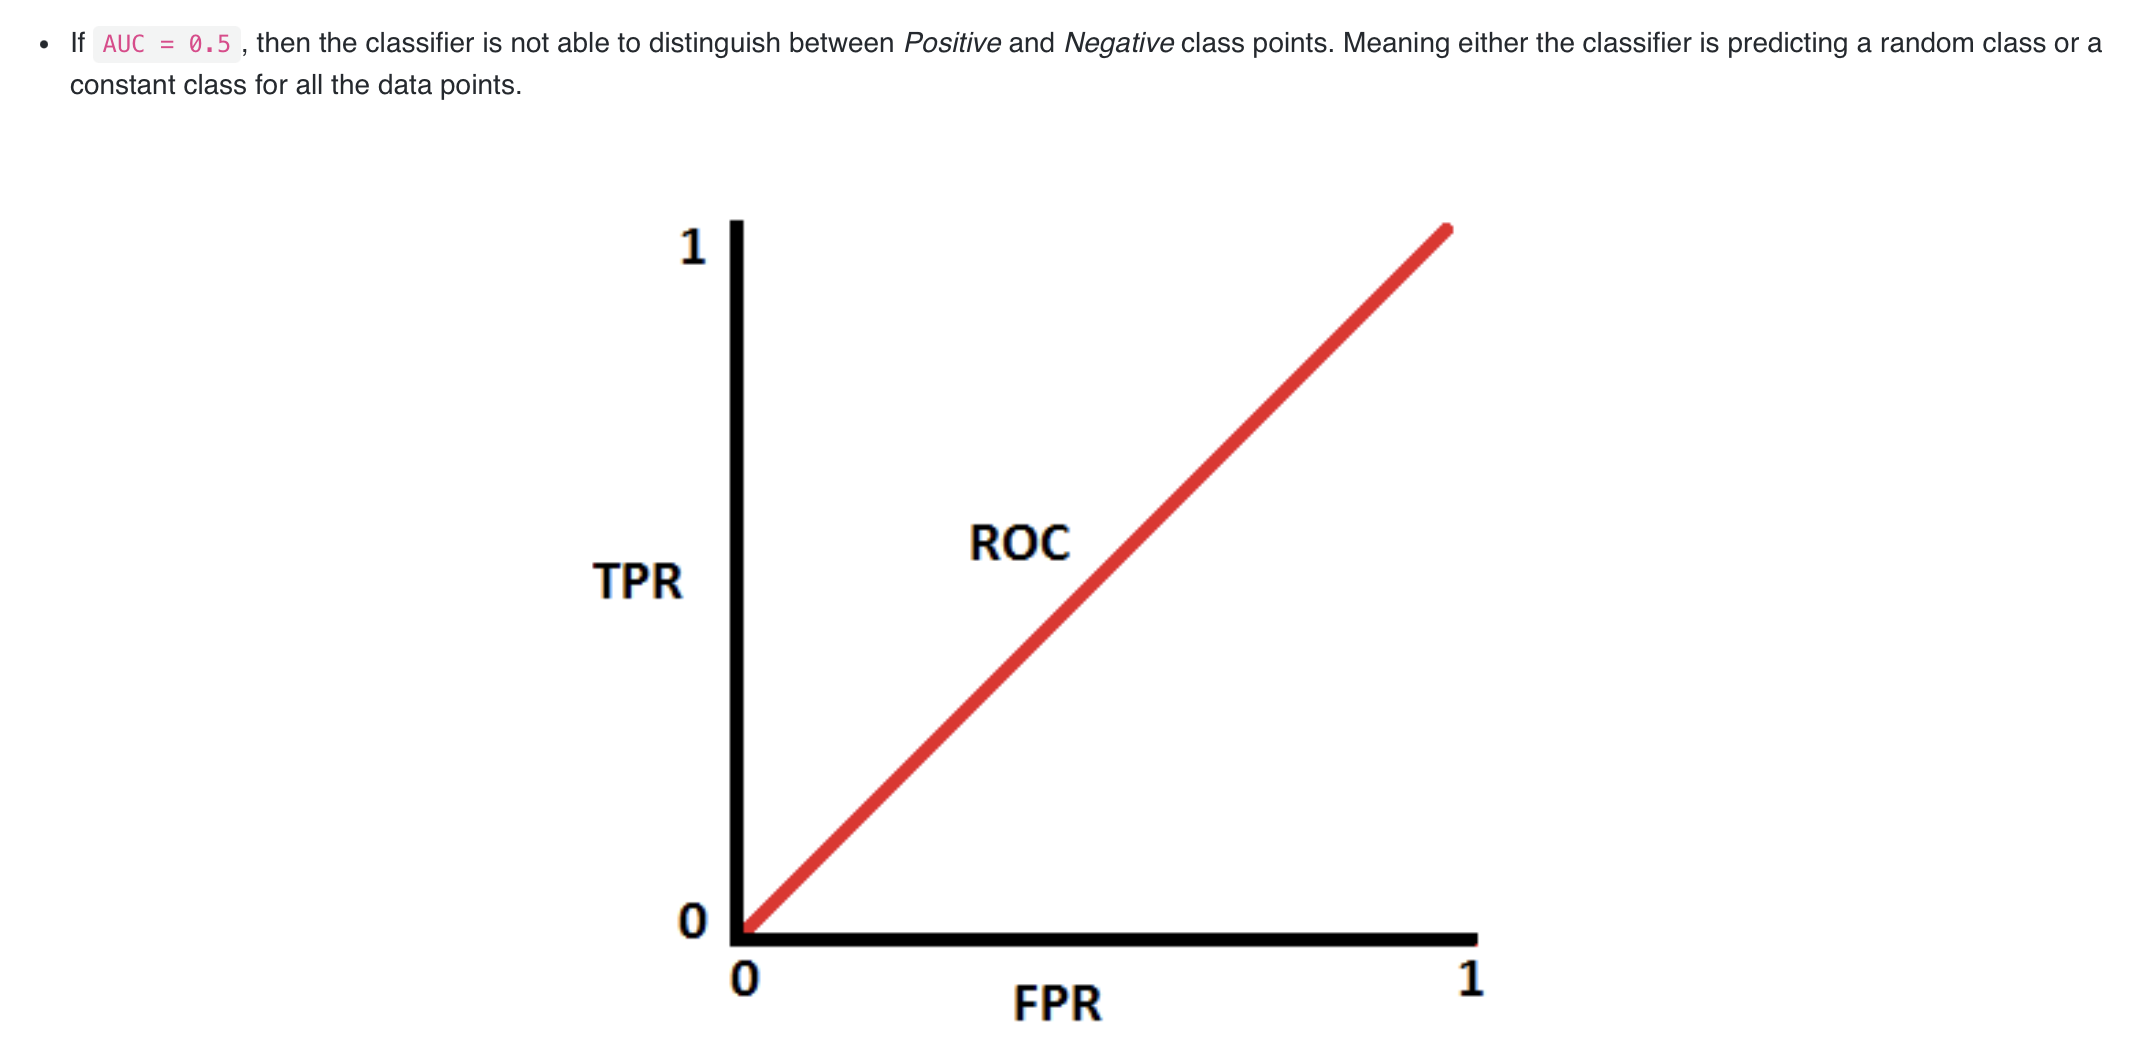 If AUC = 0.5 , then the classifier is not able to distinguish between Positive and Negative class points. Meaning either the classifier is predicting a random class or a
constant class for all the data points.
1
ROC
TPR
0
0
1
FPR